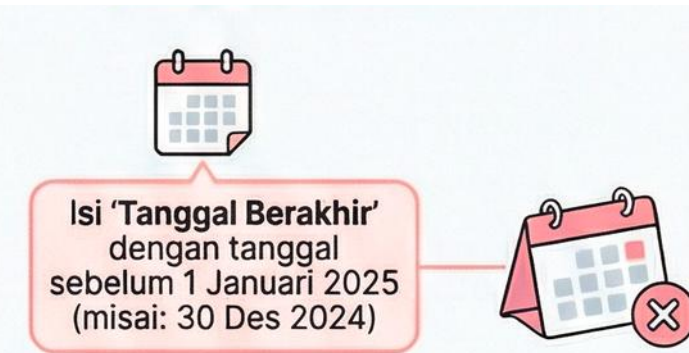 Isi ‘Tanggal Berakhir’
dengan tanggal
sebelum 1 Januari 2025
(misai: 30 Des 2024)